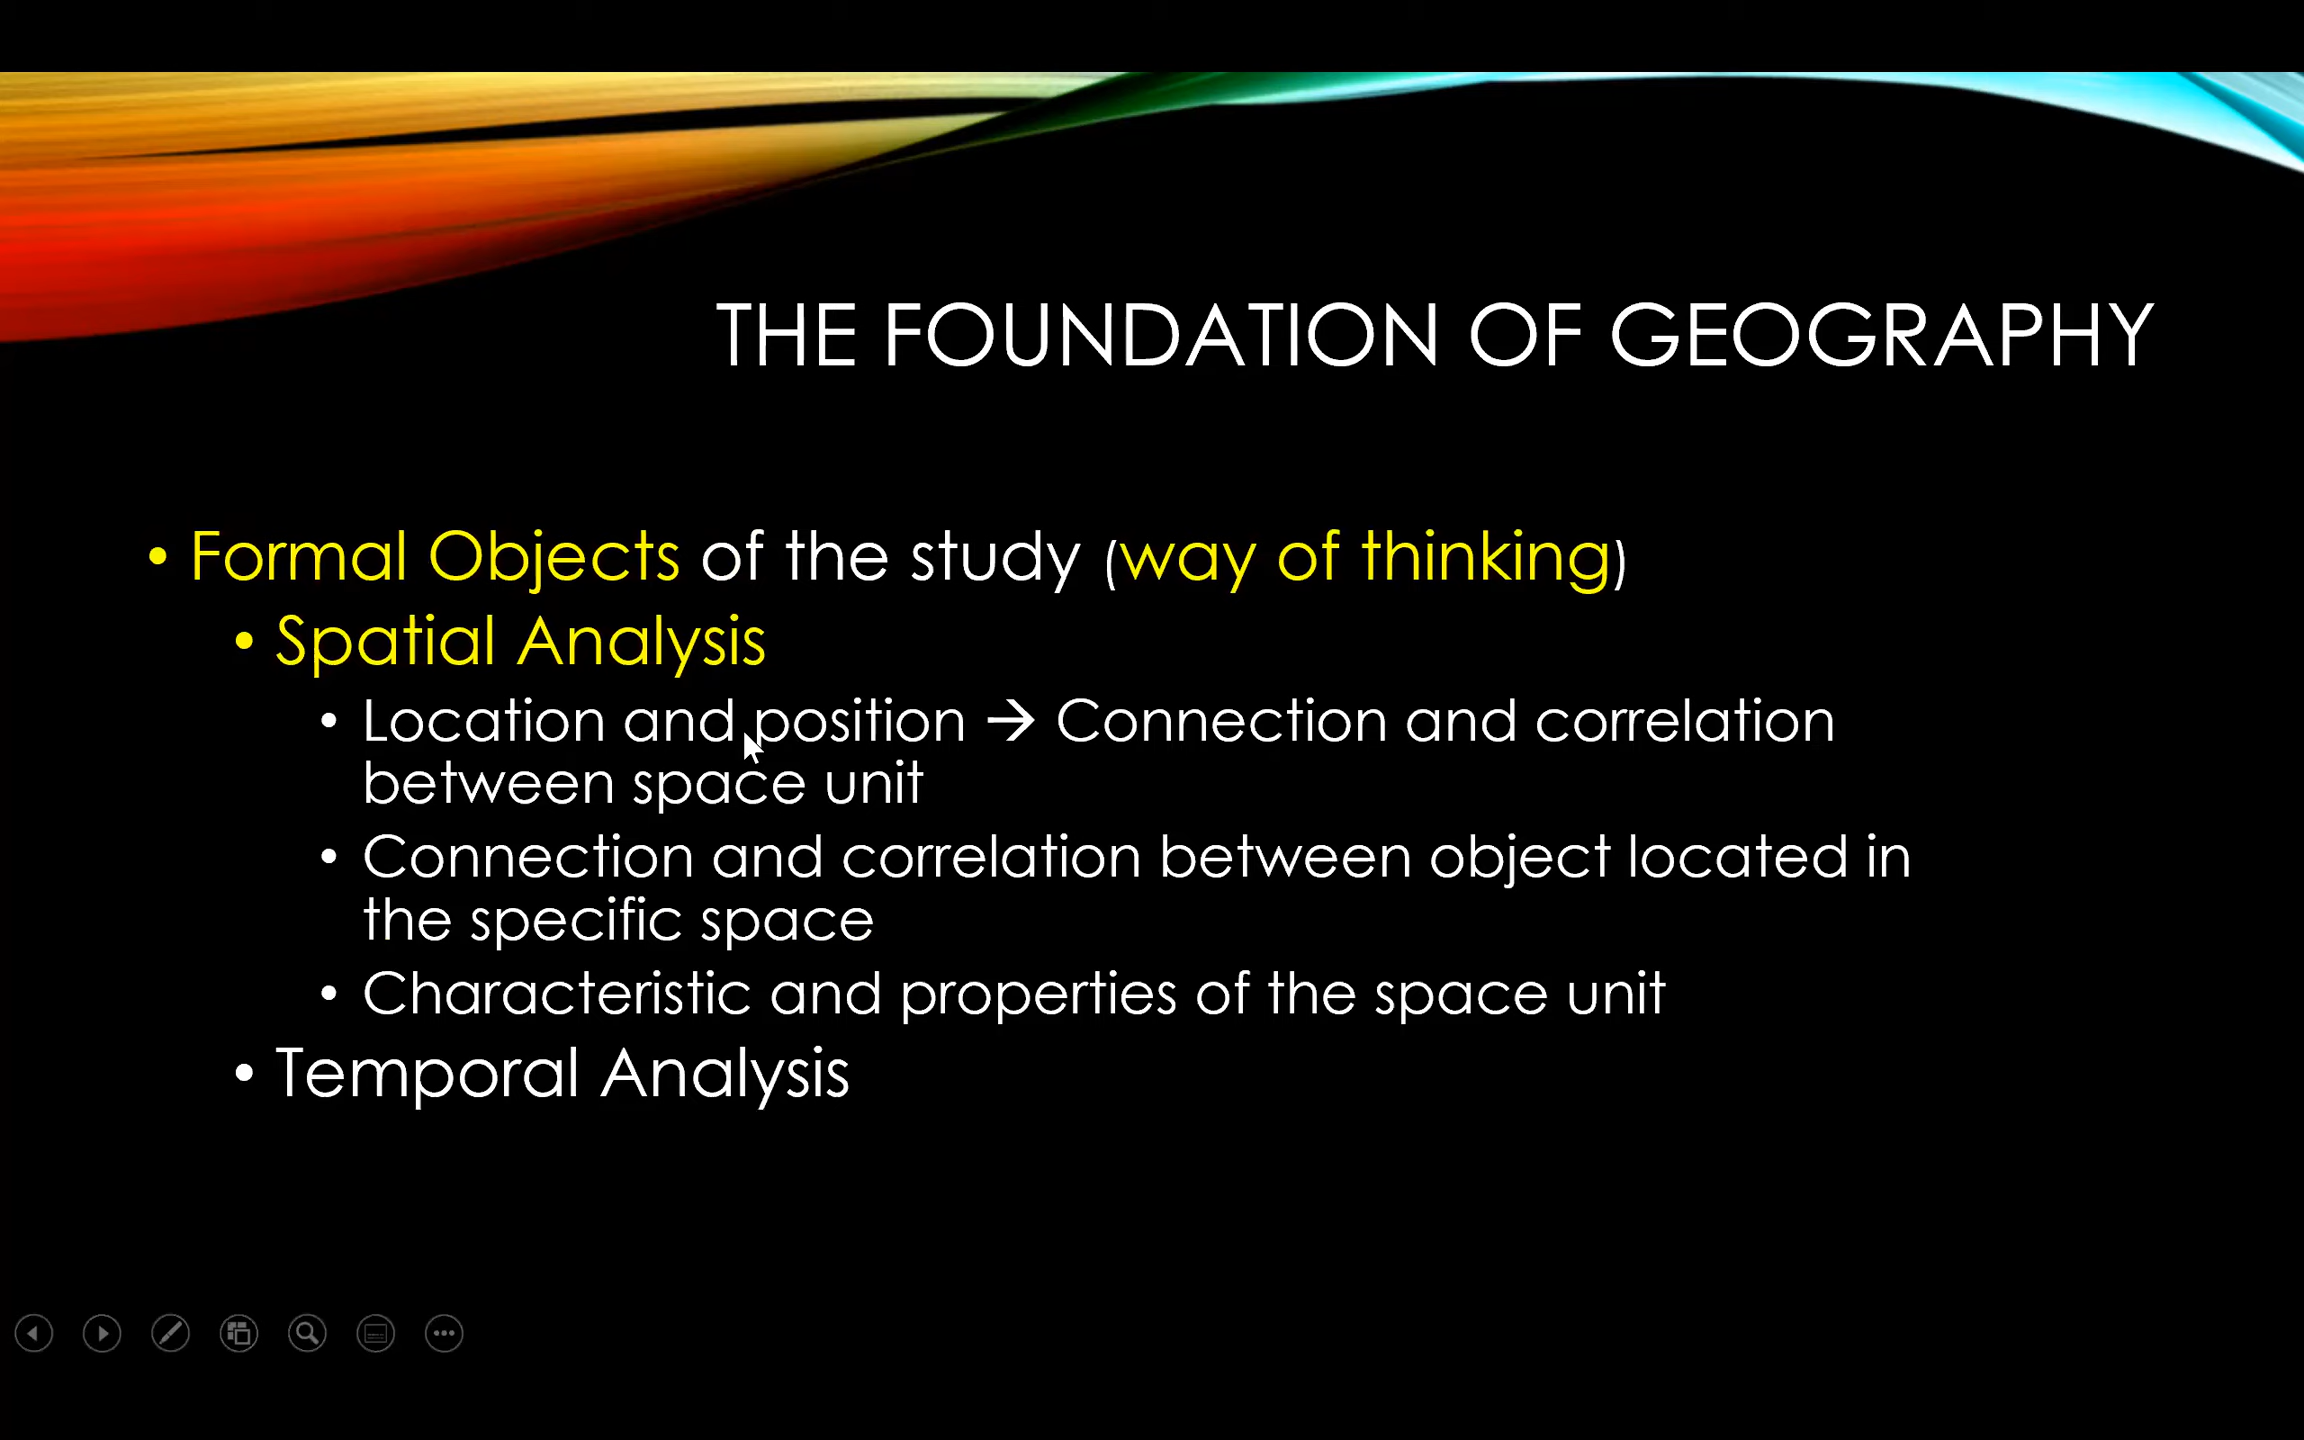 THE FOUNDATION OF GEOGRAPHY
• Formal Objects of the study (way of thinking)
• Spatial Analysis
• Location and position → Connection and correlation
between space unit
• Connection and correlation between object located in
the specific space
• Characteristic and properties of the space unit
• Temporal Analysis